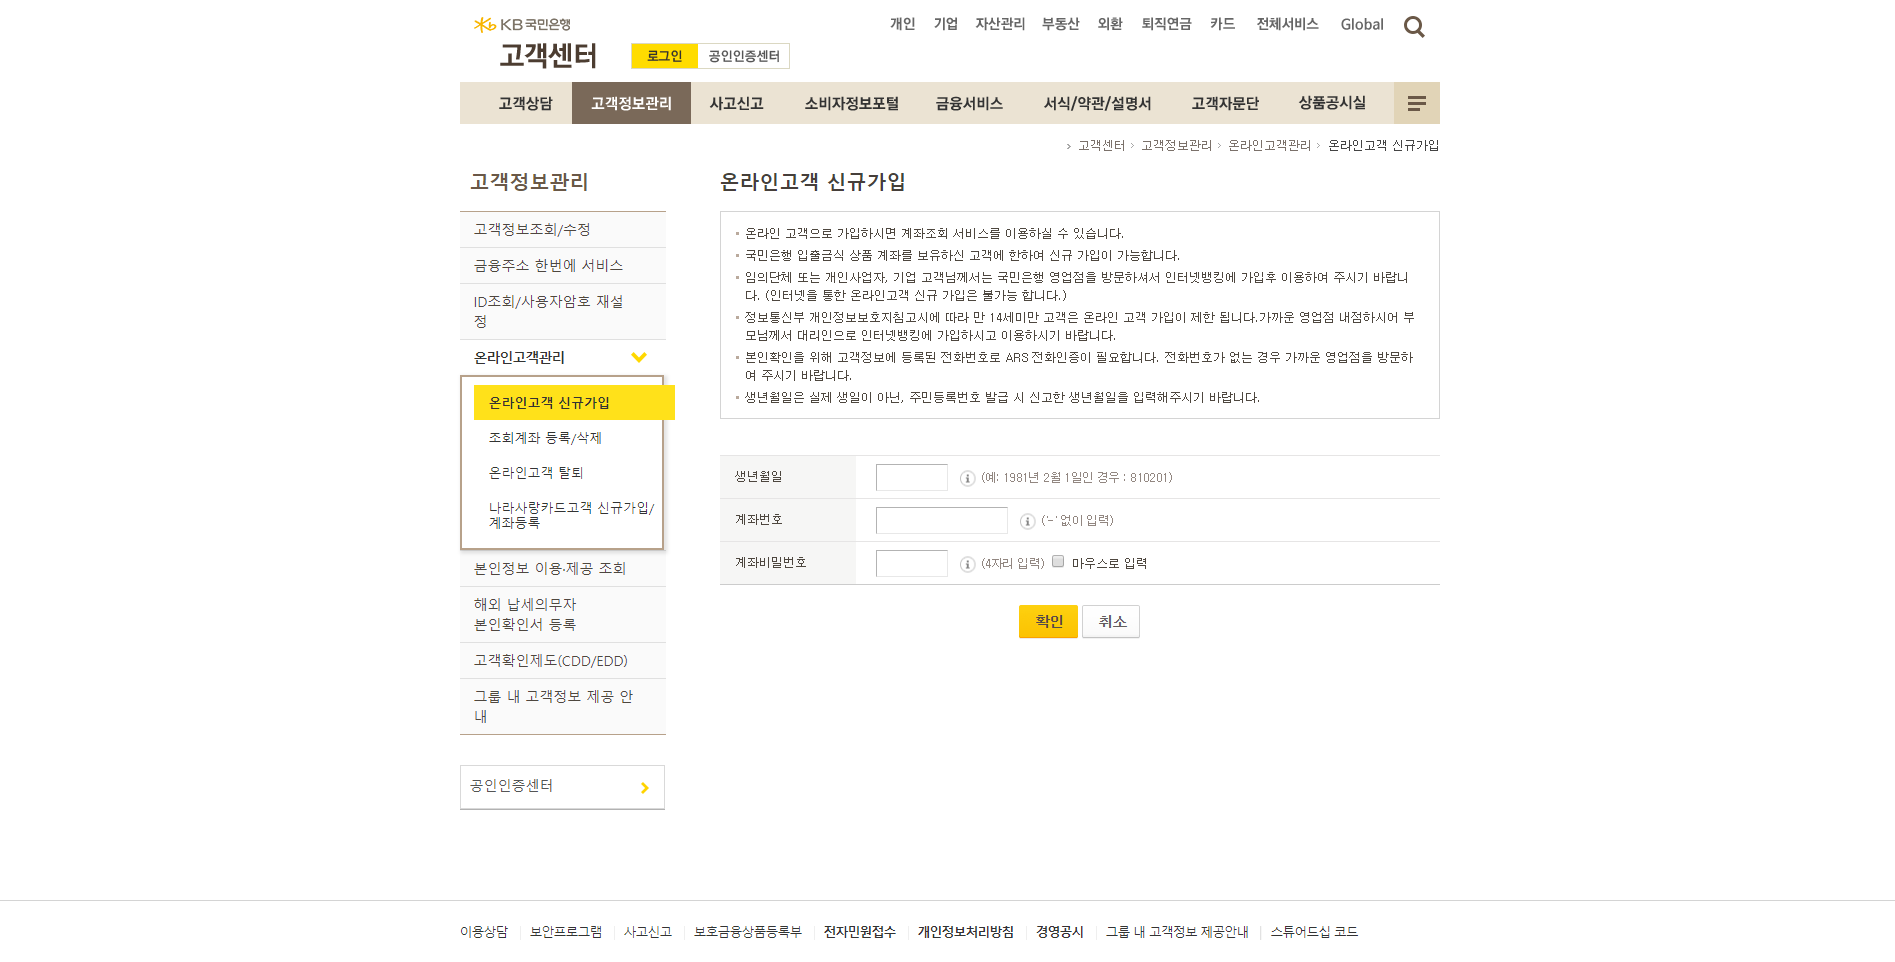 KB국민은행
고객센터
로그인 공인인증센터
개인 기업 자산관리 부동산 외환 퇴직연금 카드 전체서비스 Global
고객상담 고객정보관리 사고신고 소비자정보포털 금융서비스 서식/약관/설명서 고객자문단 상품공시실
› 고객센터 › 고객정보관리 › 온라인고객관리 › 온라인고객 신규가입
고객정보관리
고객정보조회/수정
금융주소 한번에 서비스
ID조회/사용자암호 재설
정
온라인고객관리
온라인고객 신규가입
조회계좌 등록/삭제
온라인고객 탈퇴
나라사랑카드고객 신규가입/
계좌등록
본인정보 이용·제공 조회
해외 납세의무자
본인확인서 등록
고객확인제도(CDD/EDD)
그룹 내 고객정보 제공 안
내
공인인증센터
온라인고객 신규가입
온라인 고객으로 가입하시면 계좌조회 서비스를 이용하실 수 있습니다.
국민은행 입출금식 상품 계좌를 보유하신 고객에 한하여 신규 가입이 가능합니다.
임의단체 또는 개인사업자, 기업 고객님께서는 국민은행 영업점을 방문하셔서 인터넷뱅킹에 가입후 이용하여 주시기 바랍니
다. (인터넷을 통한 온라인고객 신규 가입은 불가능 합니다.)
정보통신부 개인정보보호지침고시에 따라 만 14세미만 고객은 온라인 고객 가입이 제한 됩니다.가까운 영업점 내점하시어 부
모님께서 대리인으로 인터넷뱅킹에 가입하시고 이용하시기 바랍니다.
본인확인을 위해 고객정보에 등록된 전화번호로 ARS 전화인증이 필요합니다. 전화번호가 없는 경우 가까운 영업점을 방문하
여 주시기 바랍니다.
생년월일은 실제 생일이 아닌, 주민등록번호 발급 시 신고한 생년월일을 입력해주시기 바랍니다.
생년월일 (예: 1981년 2월 1일인 경우 : 810201)
계좌번호 ('-' 없이 입력)
계좌비밀번호 (4자리 입력) 마우스로 입력
확인 취소
이용상담 보안프로그램 사고신고 보호금융상품등록부 전자민원접수 개인정보처리방침 경영공시 그룹 내 고객정보 제공안내 스튜어드십 코드